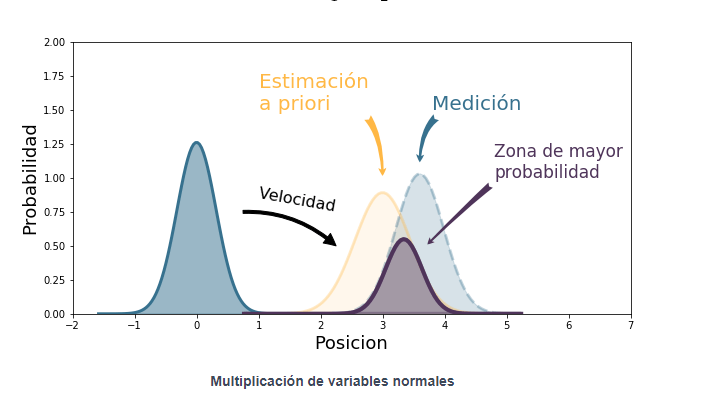 2.00
1.75
1.50
1.25
1.00
0.75
0.50
0.25
0.00
Probabilidad
Estimación
a priori
Medición
Zona de mayor
probabilidad
Velocidad
−2 −1 0 1 2 3 4 5 6 7
Posicion
Multiplicación de variables normales